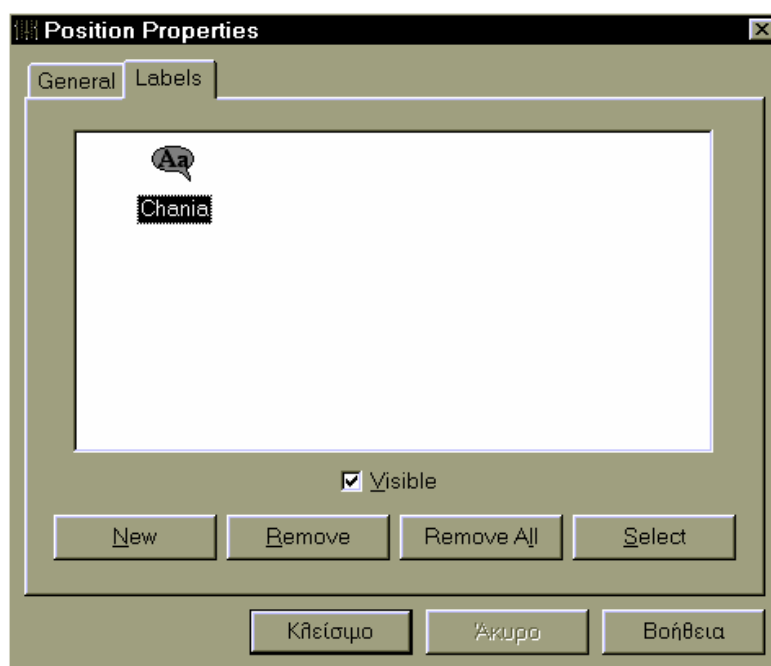 Position Properties
General Labels
Aa
Chania
Visible
New Remove Remove All Select
Κλείσιμο Άκυρο Βοήθεια